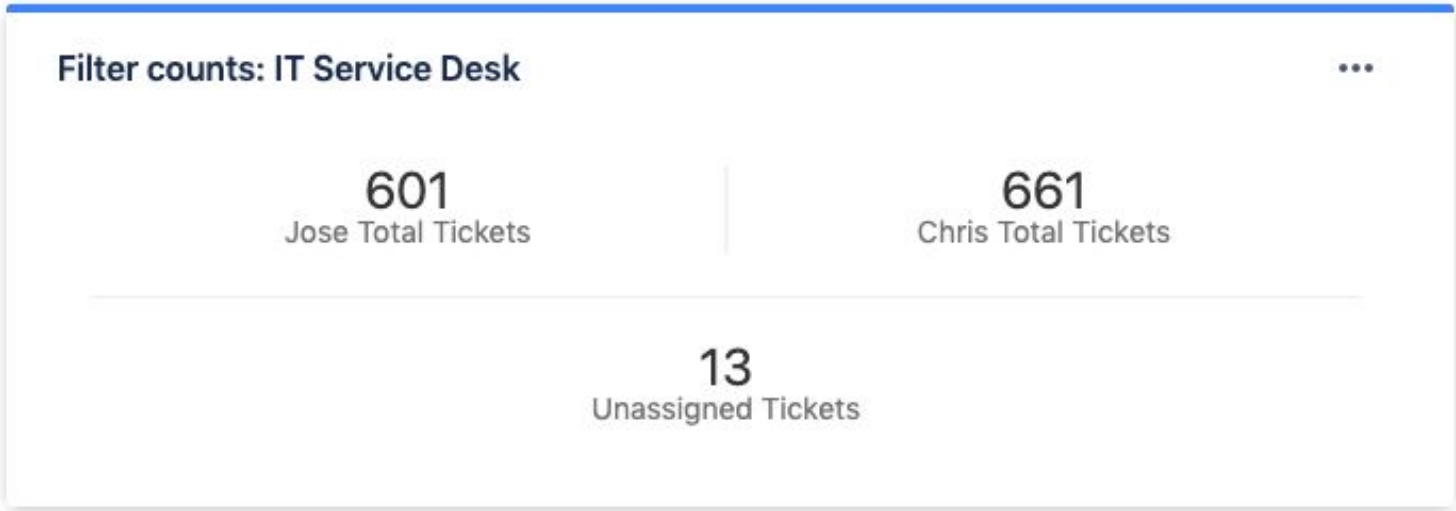 Filter counts: IT Service Desk
601
Jose Total Tickets
661
Chris Total Tickets
13
Unassigned Tickets